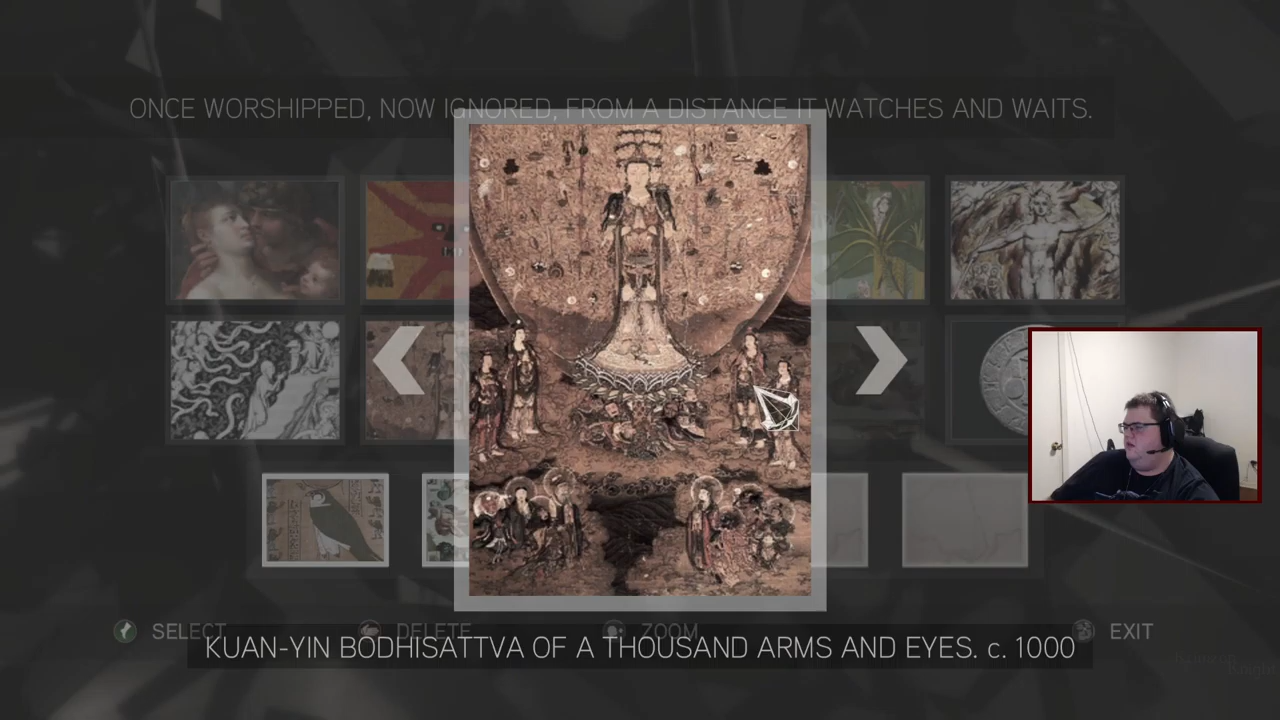 ONCE WORSHIPPED, NOW IGNORED, FROM A DISTANCE IT WATCHES AND WAITS.
SELECT
DELETE
ZOOM
EXIT
KUAN-YIN BODHISATTVA OF A THOUSAND ARMS AND EYES. c. 1000